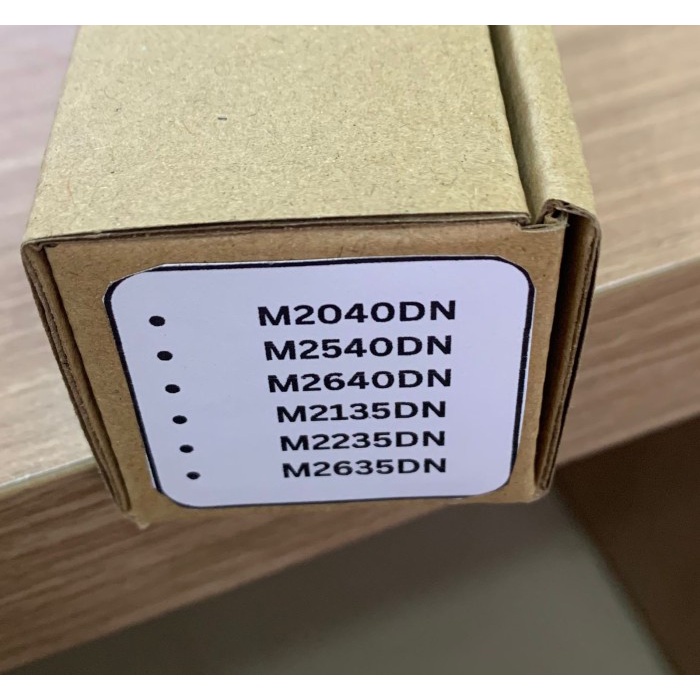 • M2040DN
• M2540DN
• M2640DN
• M2135DN
• M2235DN
• M2635DN